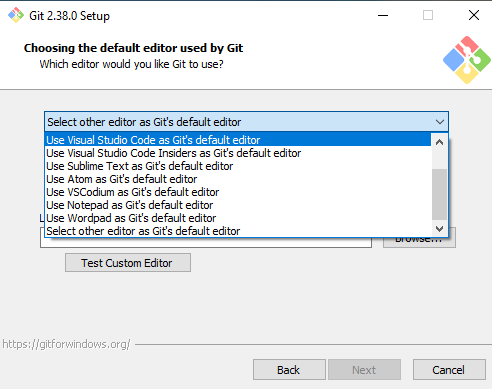 Git 2.38.0 Setup
Choosing the default editor used by Git
Which editor would you like Git to use?
Select other editor as Git's default editor
Use Visual Studio Code as Git's default editor
Use Visual Studio Code Insiders as Git's default editor
Use Sublime Text as Git's default editor
Use Atom as Git's default editor
Use VSCodium as Git's default editor
Use Notepad as Git's default editor
Use Wordpad as Git's default editor
Select other editor as Git's default editor
Browse...
Test Custom Editor
https://gitforwindows.org/
Back Next Cancel